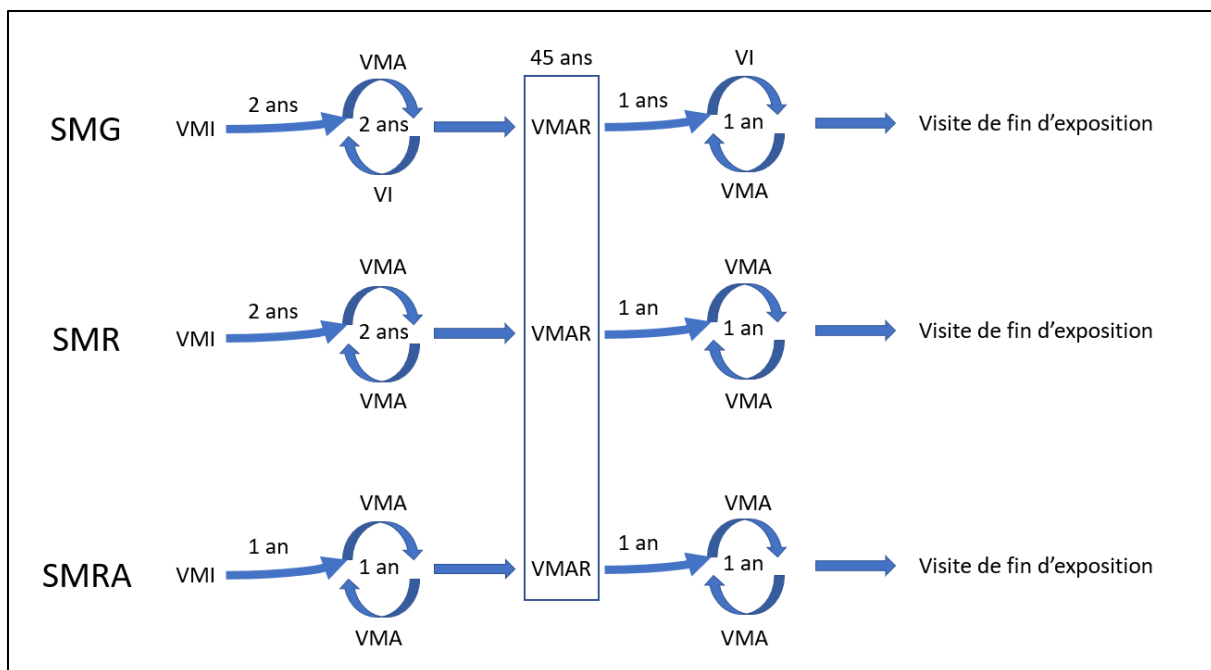 VMA 45 ans VI
SMG VMI 2 ans 2 ans VMAR 1 ans 1 an Visite de fin d'exposition
VI VMA
VMA VMA
SMR VMI 2 ans 2 ans VMAR 1 an 1 an Visite de fin d'exposition
VMA VMA
VMA VMA
SMRA VMI 1 an 1 an VMAR 1 an 1 an Visite de fin d'exposition
VMA VMA